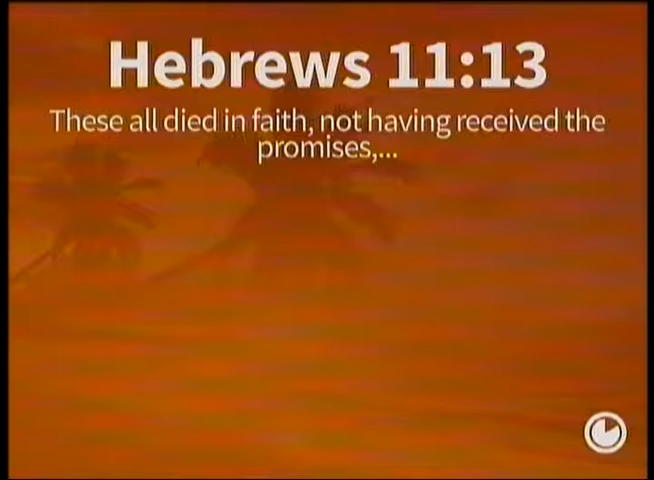 Hebrews 11:13
These all died in faith, not having received the
promises,...